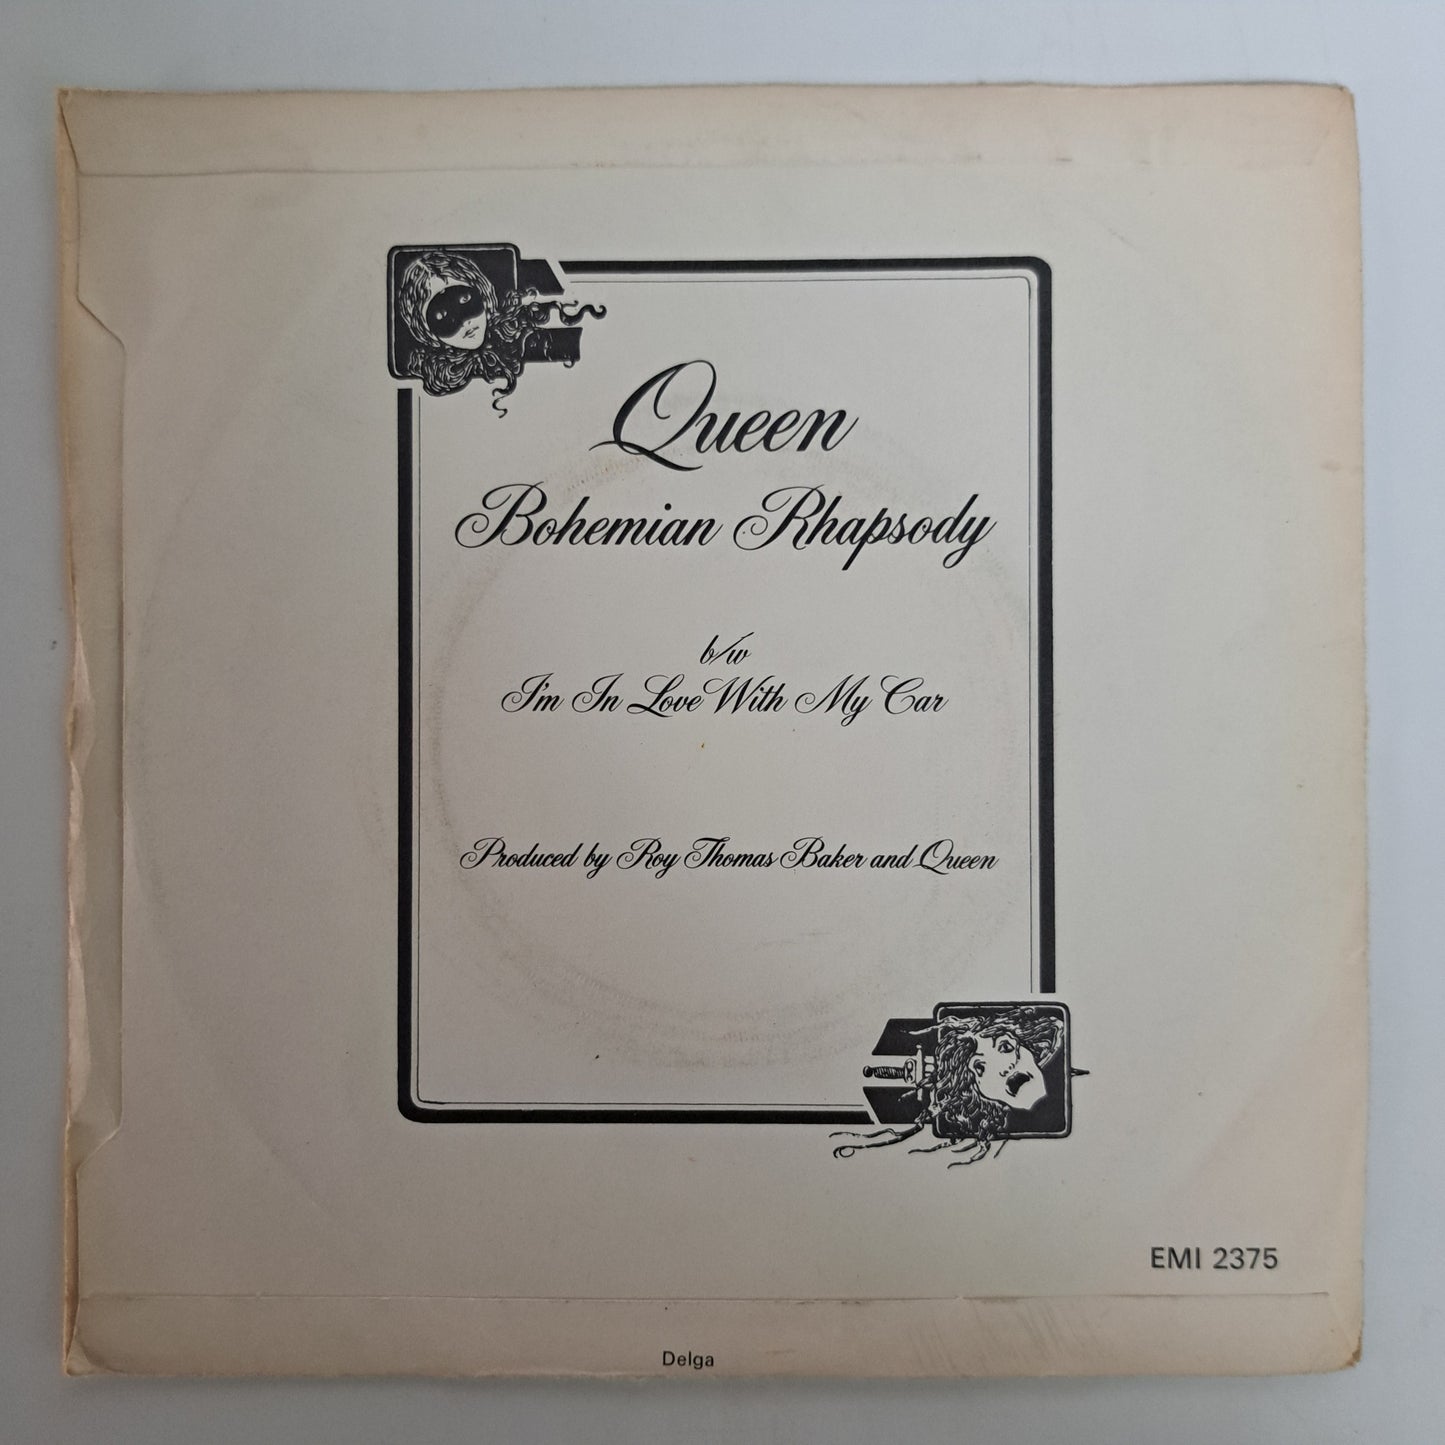 Queen
Bohemian Rhapsody
b/w
I'm In Love With My Car
Produced by Roy Thomas Baker and Queen
EMI 2375
Delga